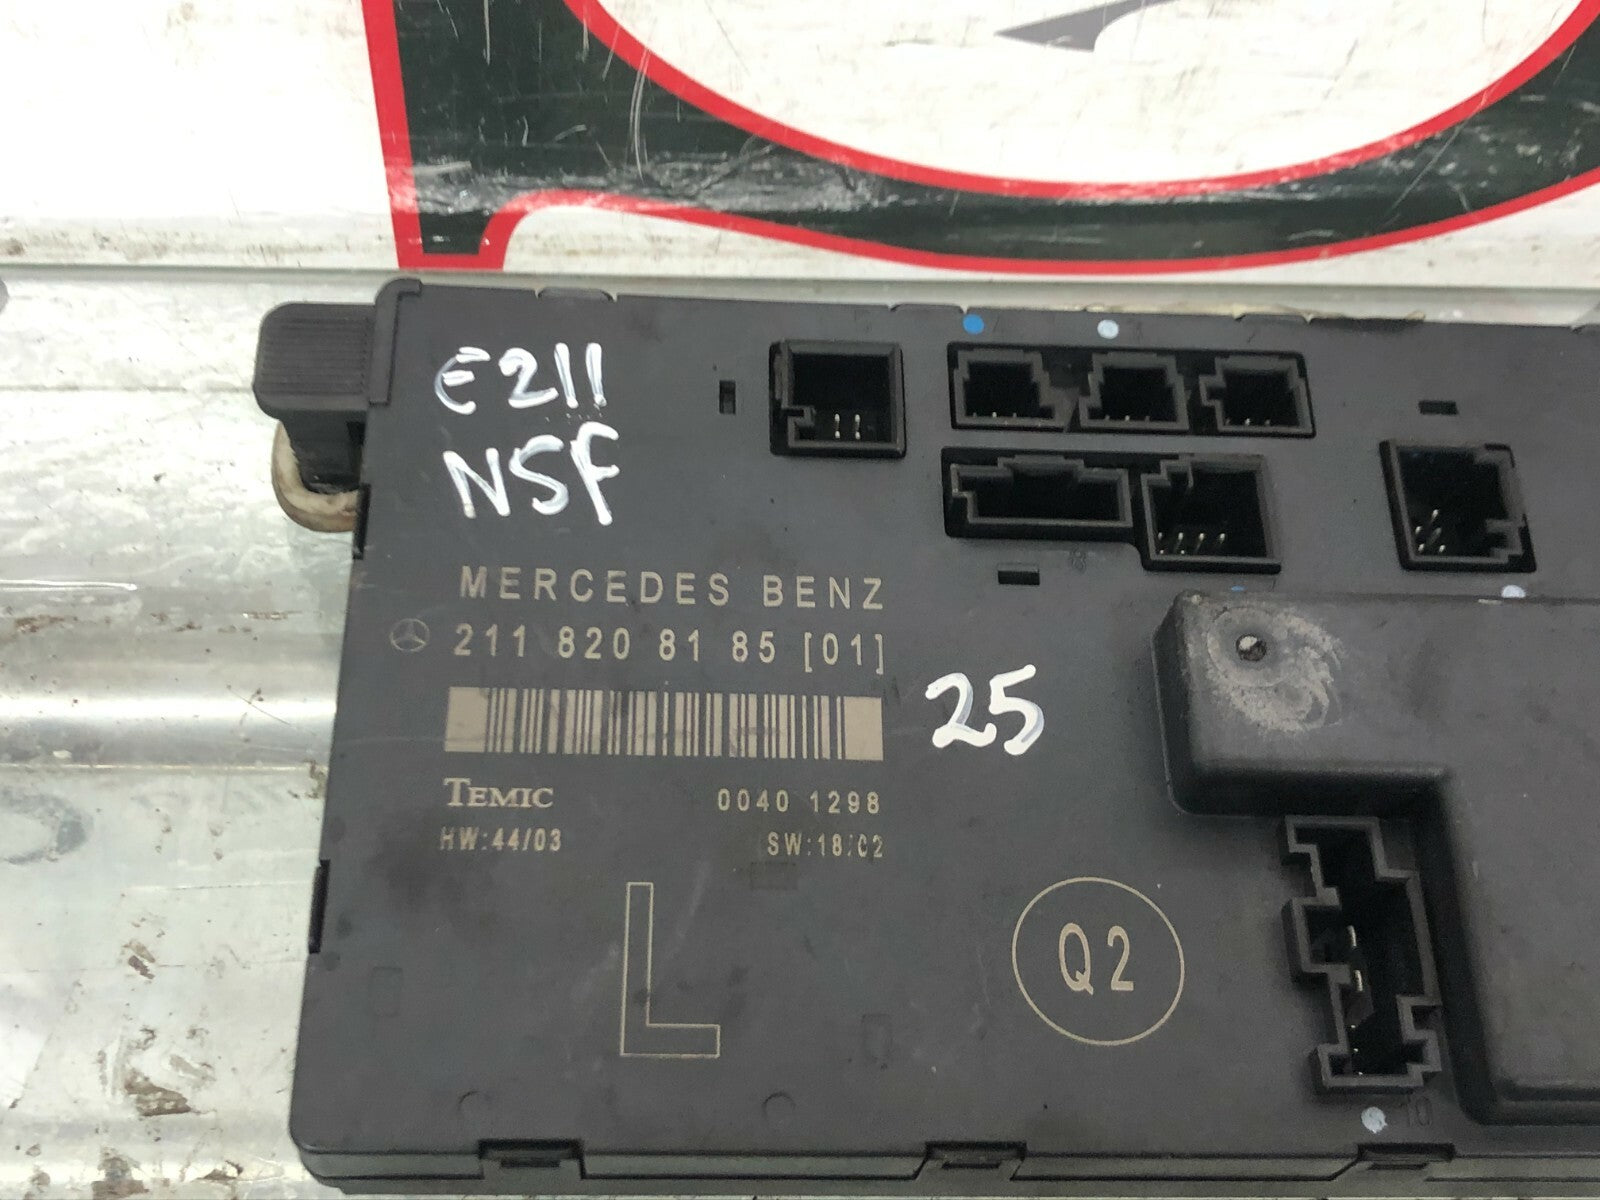 E211
NSF
MERCEDES BENZ
211 820 81 85 [01]
25
TEMIC 0040 1298
HW:44/03 SW:18/02
L
Q2
10